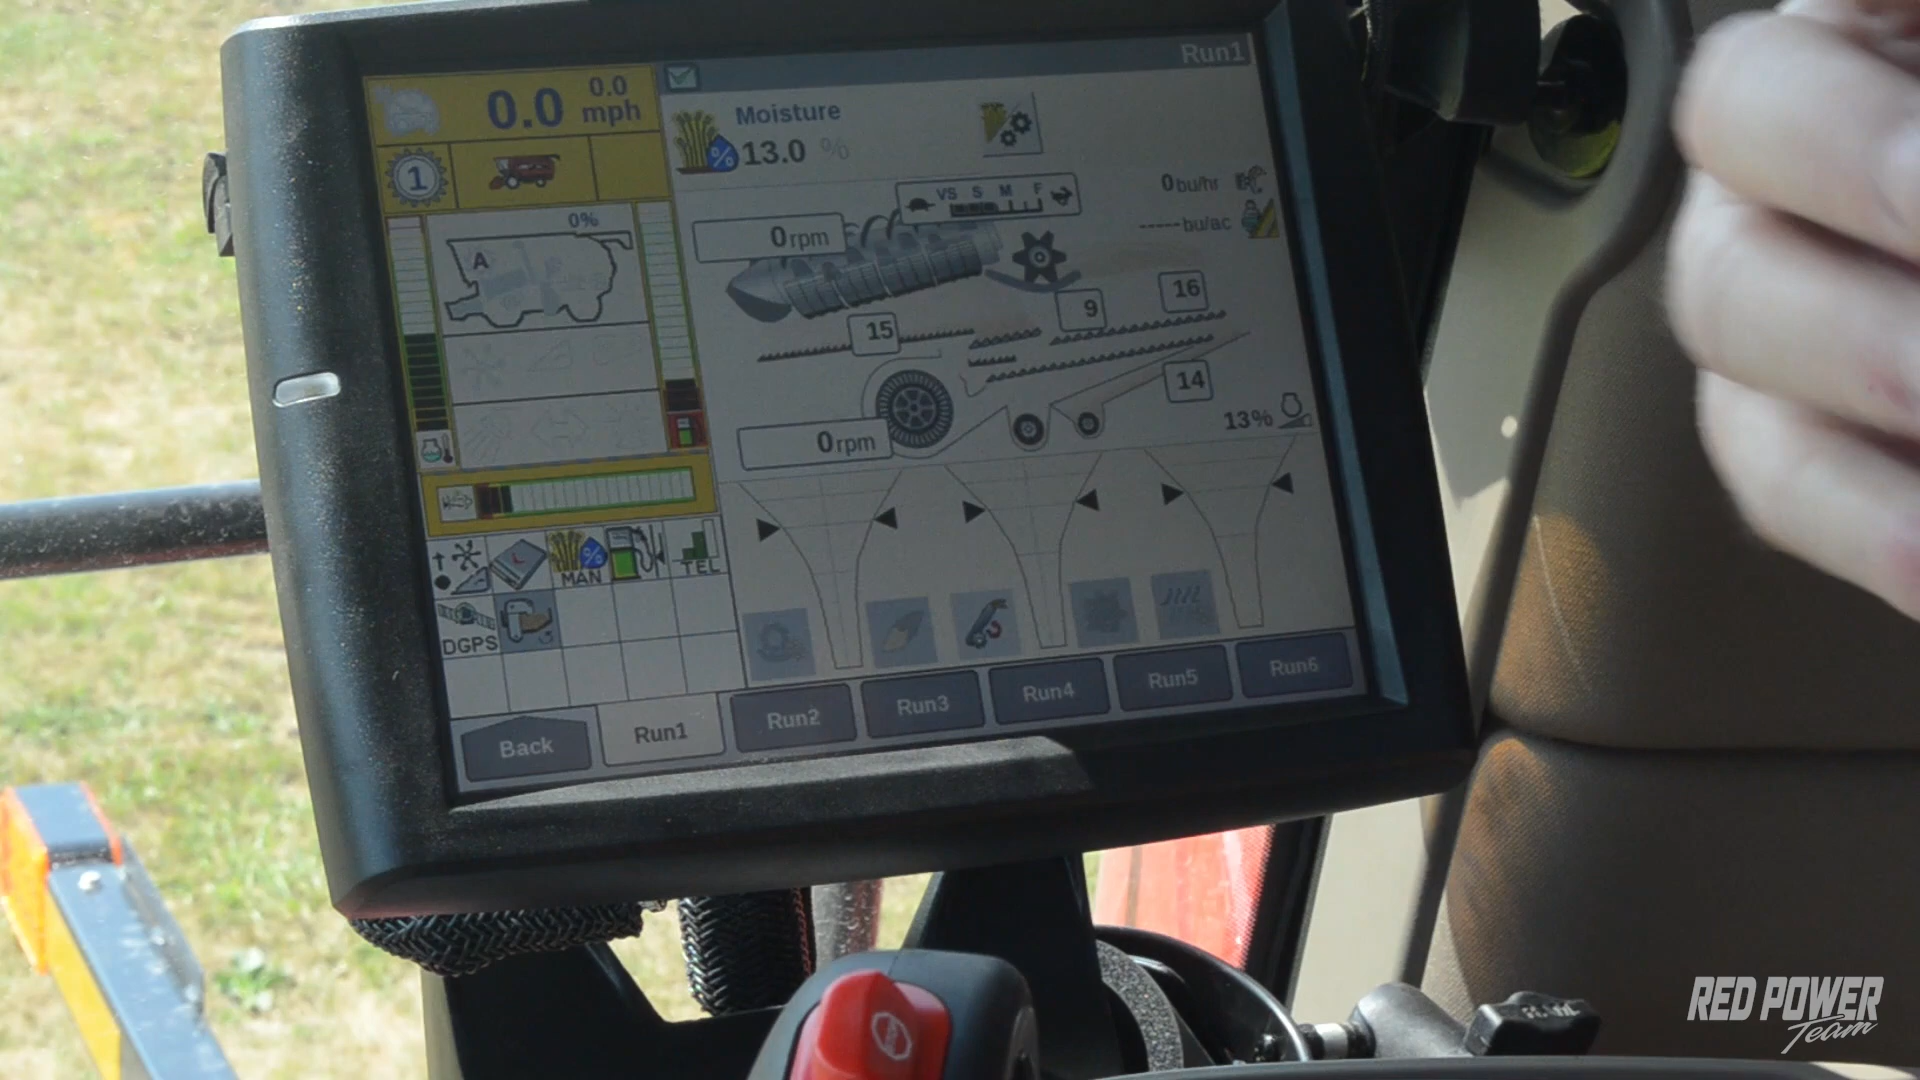 Run1
0.0
0.0
mph
Moisture
13.0 %
1
0%
A
VS S M F
0 bu/hr
-----bu/ac
0 rpm
16
9
15
14
0 rpm
13%
MAN
TEL
DGPS
Back
Run1
Run2
Run3
Run4
Run5
Run6
RED POWER
Team